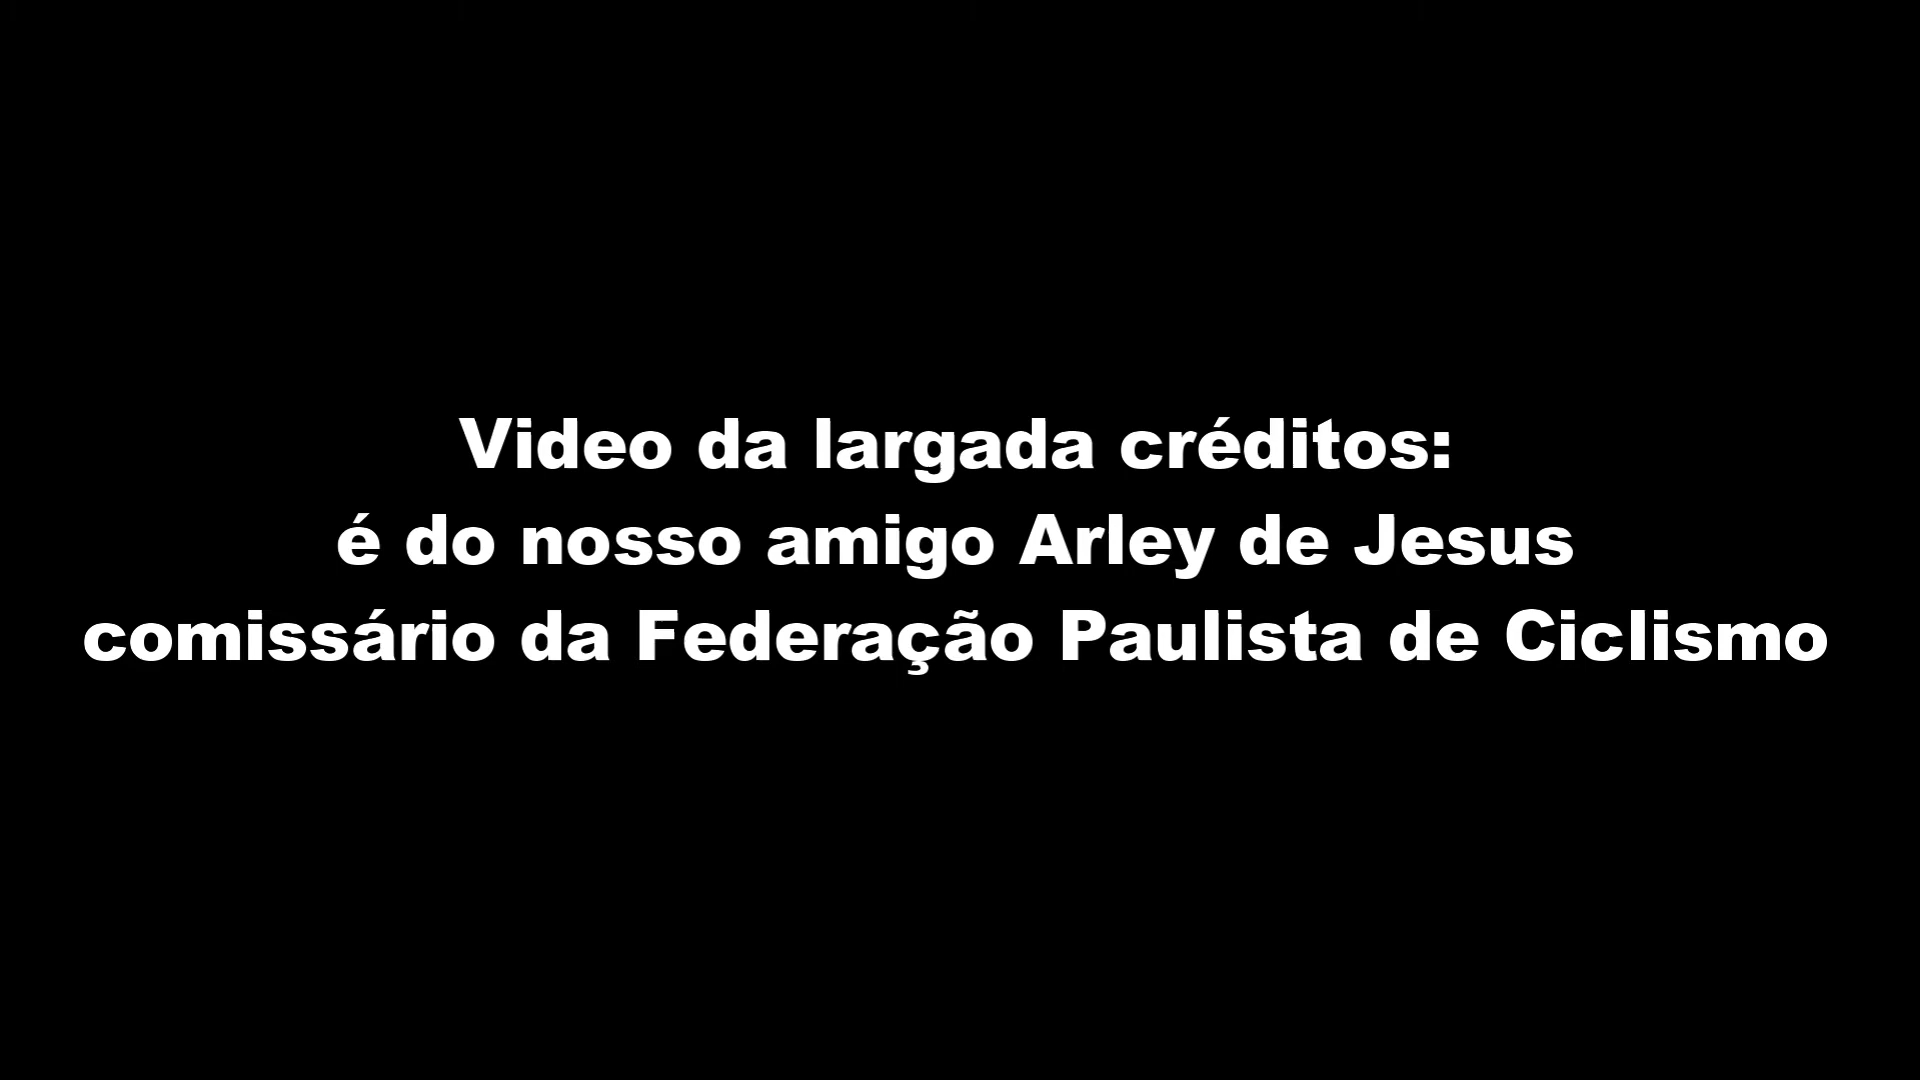 Video da largada créditos:
é do nosso amigo Arley de Jesus
comissário da Federação Paulista de Ciclismo